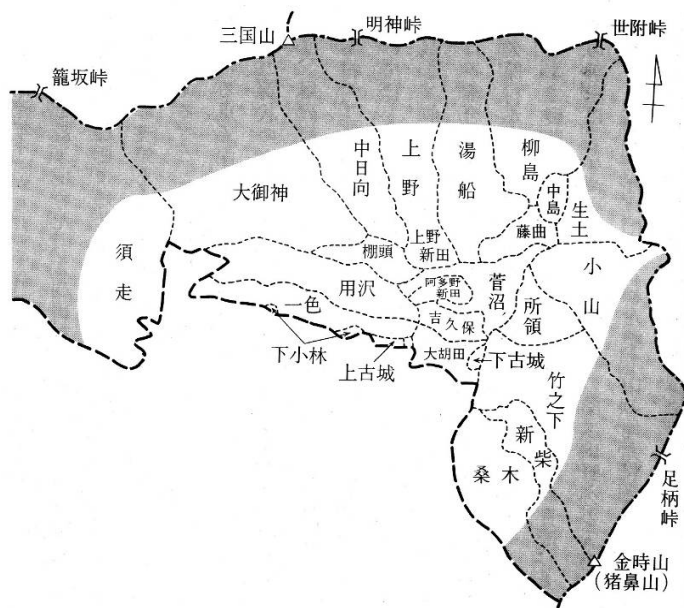 三国山
明神峠
世附峠
籠坂峠
中日向
上野
湯船
柳島
中島
生土
大御神
藤曲
須走
棚頭
上野新田
小山
用沢
阿多野新田
菅沼
所領
一色
吉久保
下小林
上古城
大胡田
下古城
竹之下
新柴
桑木
足柄峠
金時山
(猪鼻山)